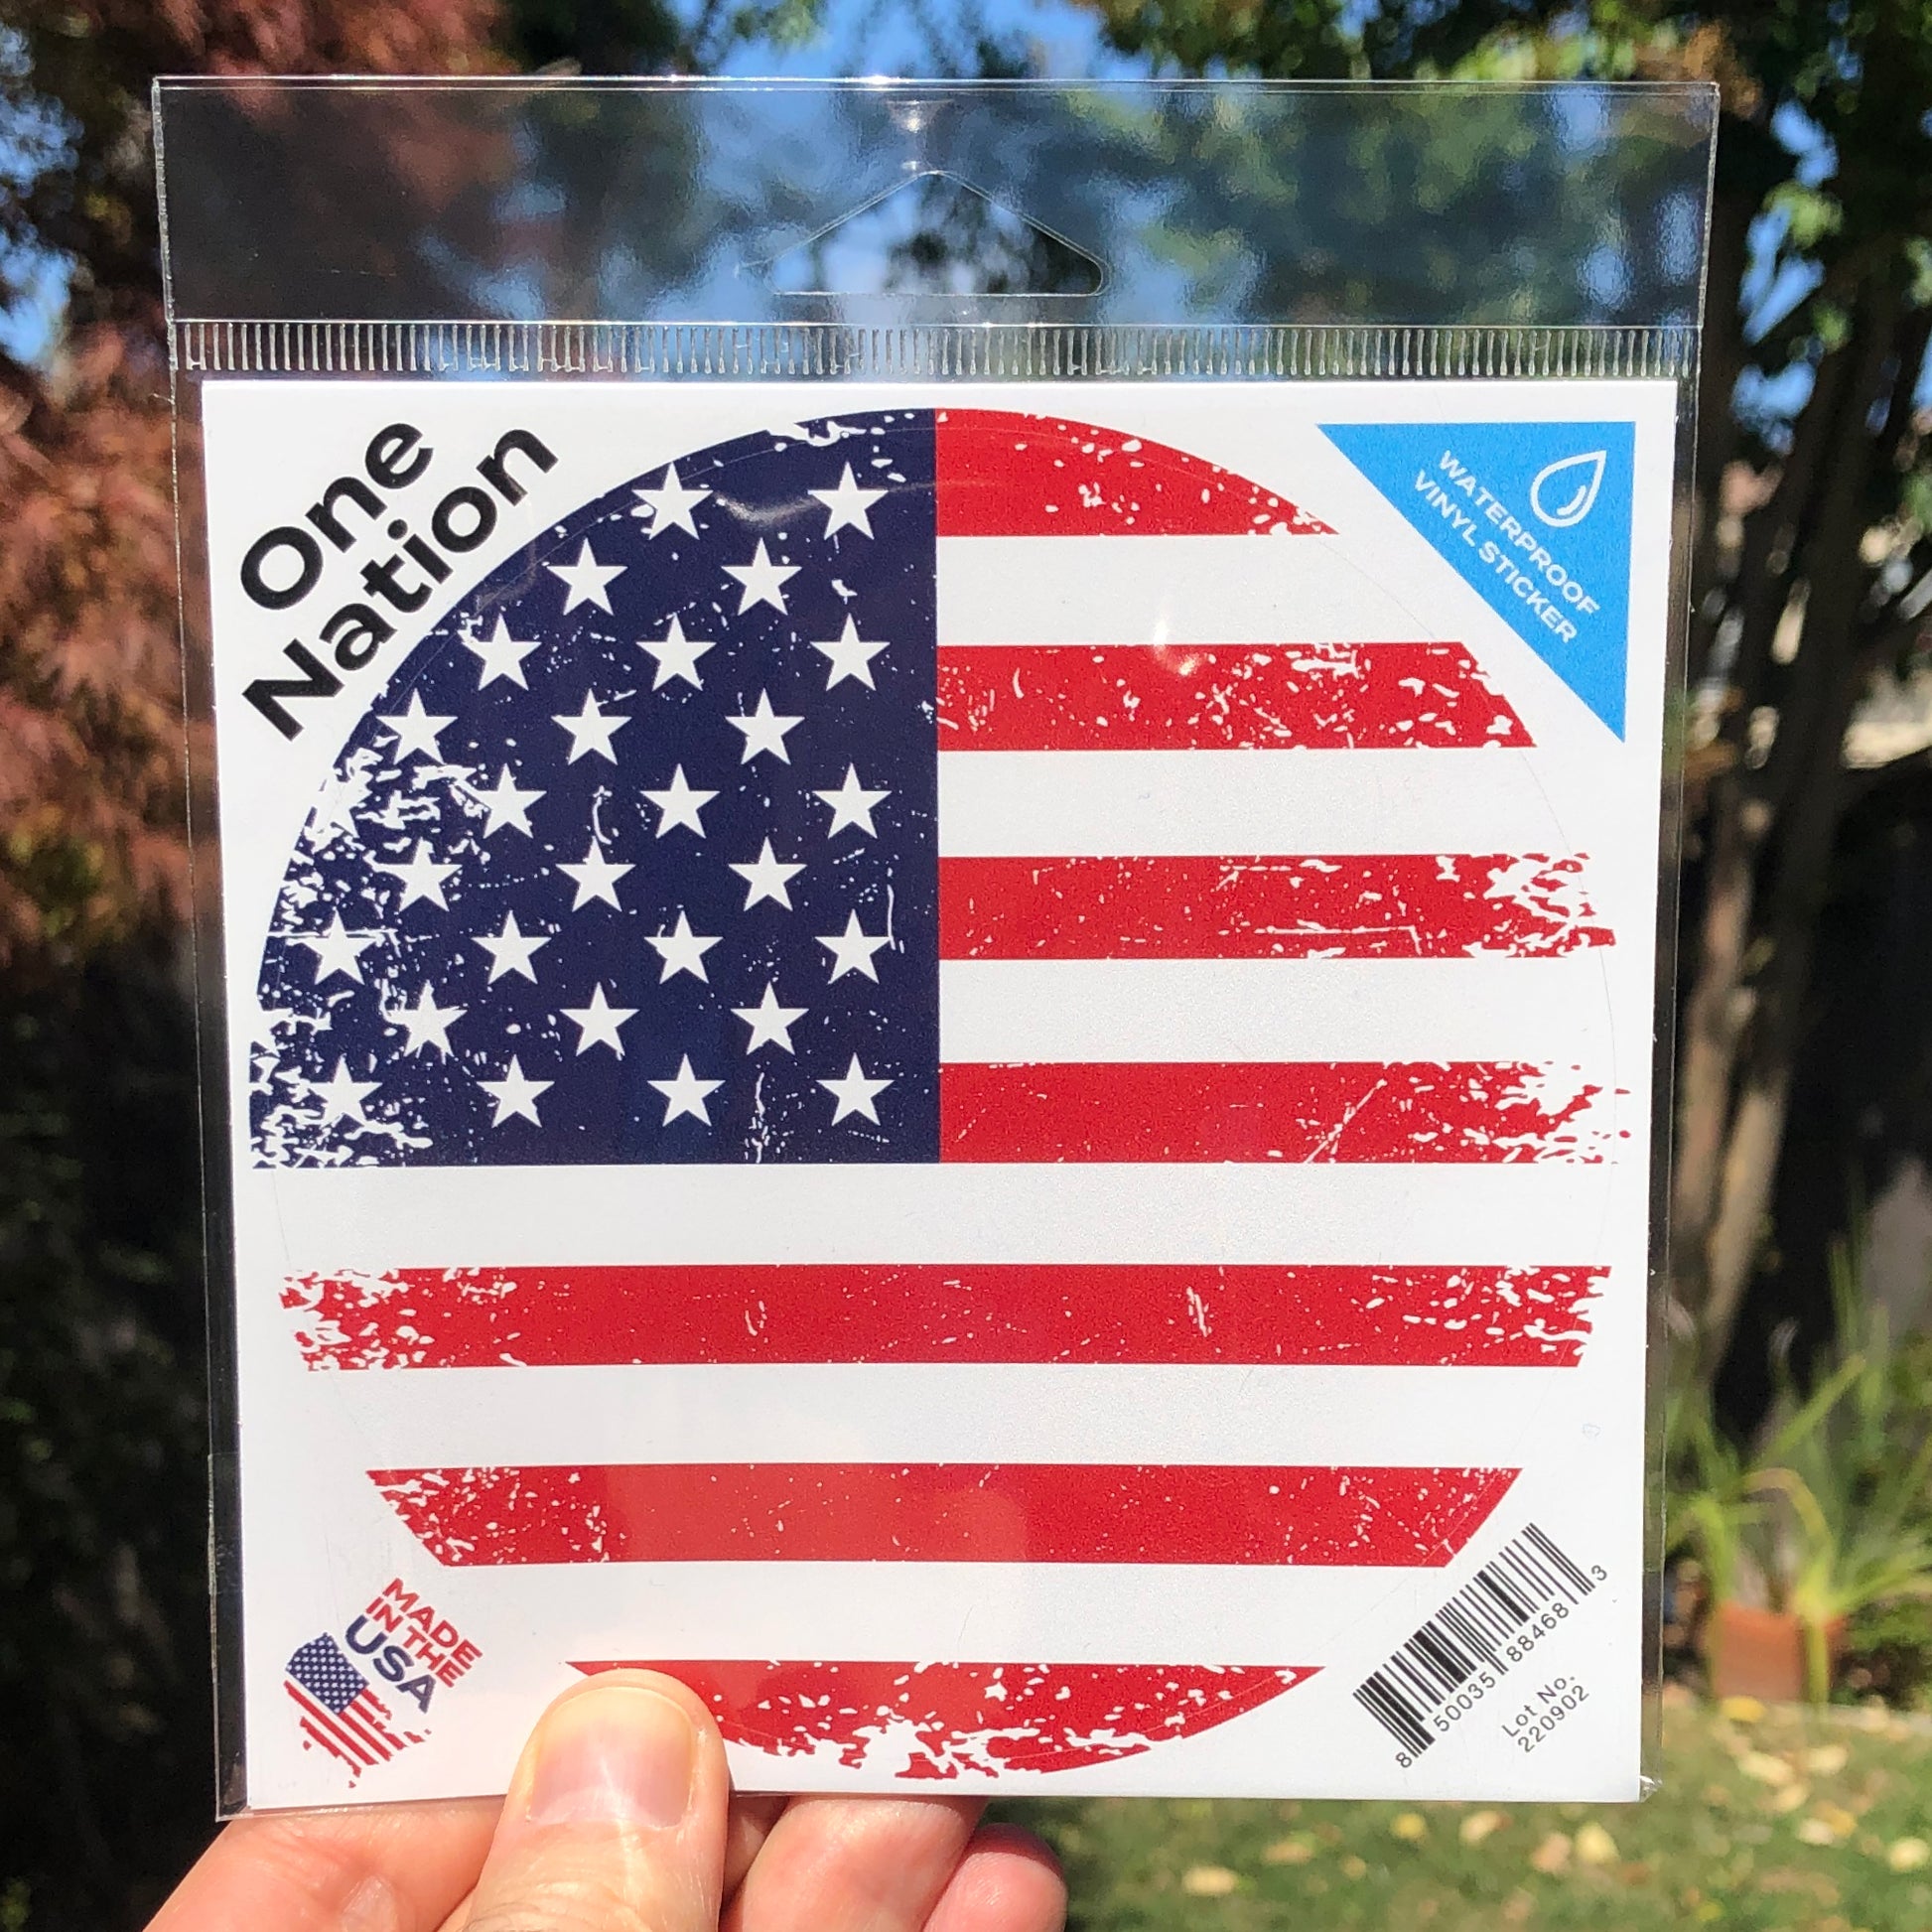 One
Nation
WATERPROOF
VINYL STICKER
MADE
IN THE
USA
8 50035 88468 3
Lot No.
220902